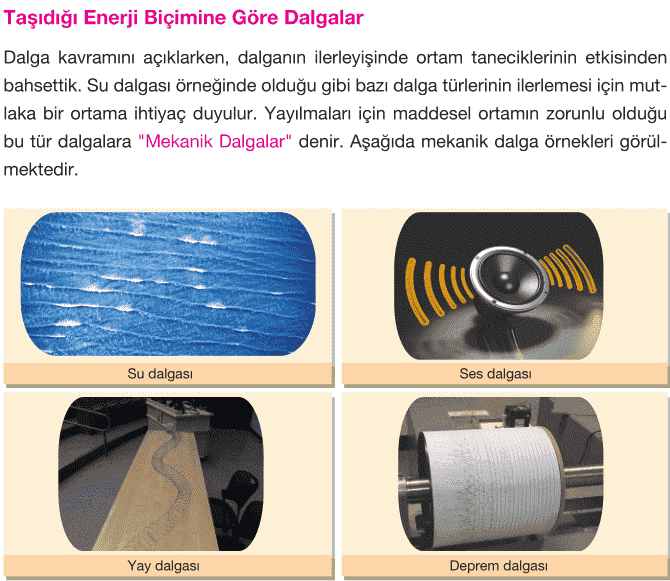 Taşıdığı Enerji Biçimine Göre Dalgalar
Dalga kavramını açıklarken, dalganın ilerleyişinde ortam taneciklerinin etkisinden
bahsettik. Su dalgası örneğinde olduğu gibi bazı dalga türlerinin ilerlemesi için mut-
laka bir ortama ihtiyaç duyulur. Yayılmaları için maddesel ortamın zorunlu olduğu
bu tür dalgalara "Mekanik Dalgalar" denir. Aşağıda mekanik dalga örnekleri görül-
mektedir.
Su dalgası
Ses dalgası
Yay dalgası
Deprem dalgası